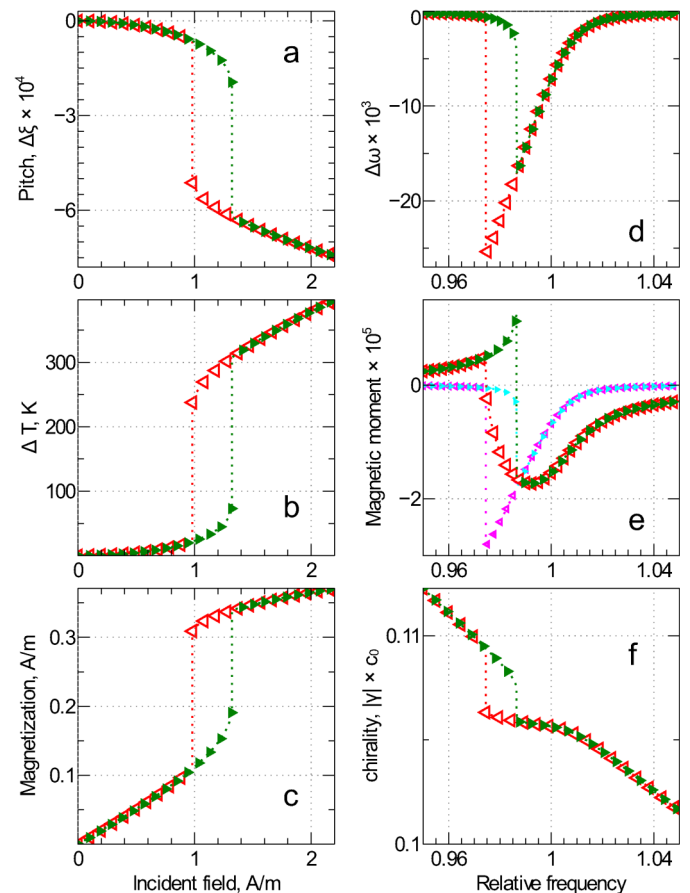 0
−3
−6
Pitch, Δξ × 10⁴
a
0 1 2
300
200
100
Δ T, K
b
0 1 2
0.3
0.2
0.1
Magnetization, A/m
c
0 1 2
Incident field, A/m
0
−10
−20
Δω × 10³
d
0.96 1 1.04
0
−2
Magnetic moment × 10⁵
e
0.96 1 1.04
0.111
0.1
chirality, |γ| × c₀
f
0.96 1 1.04
Relative frequency